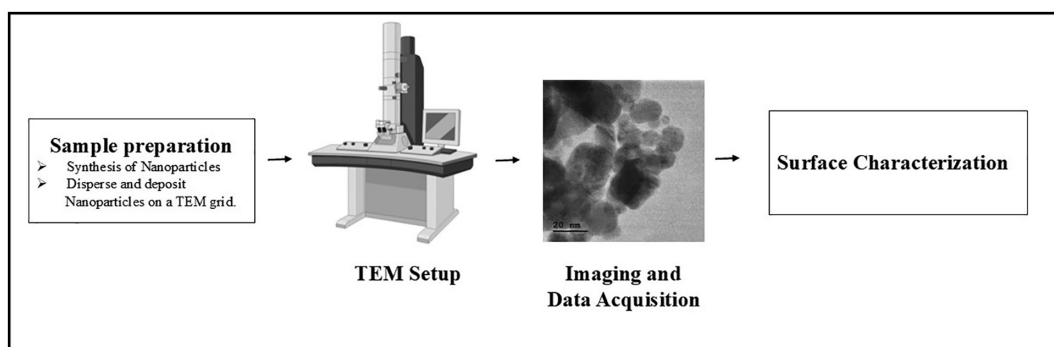 Sample preparation
➢ Synthesis of Nanoparticles
➢ Disperse and deposit
Nanoparticles on a TEM grid.
TEM Setup
20 nm
Imaging and
Data Acquisition
Surface Characterization